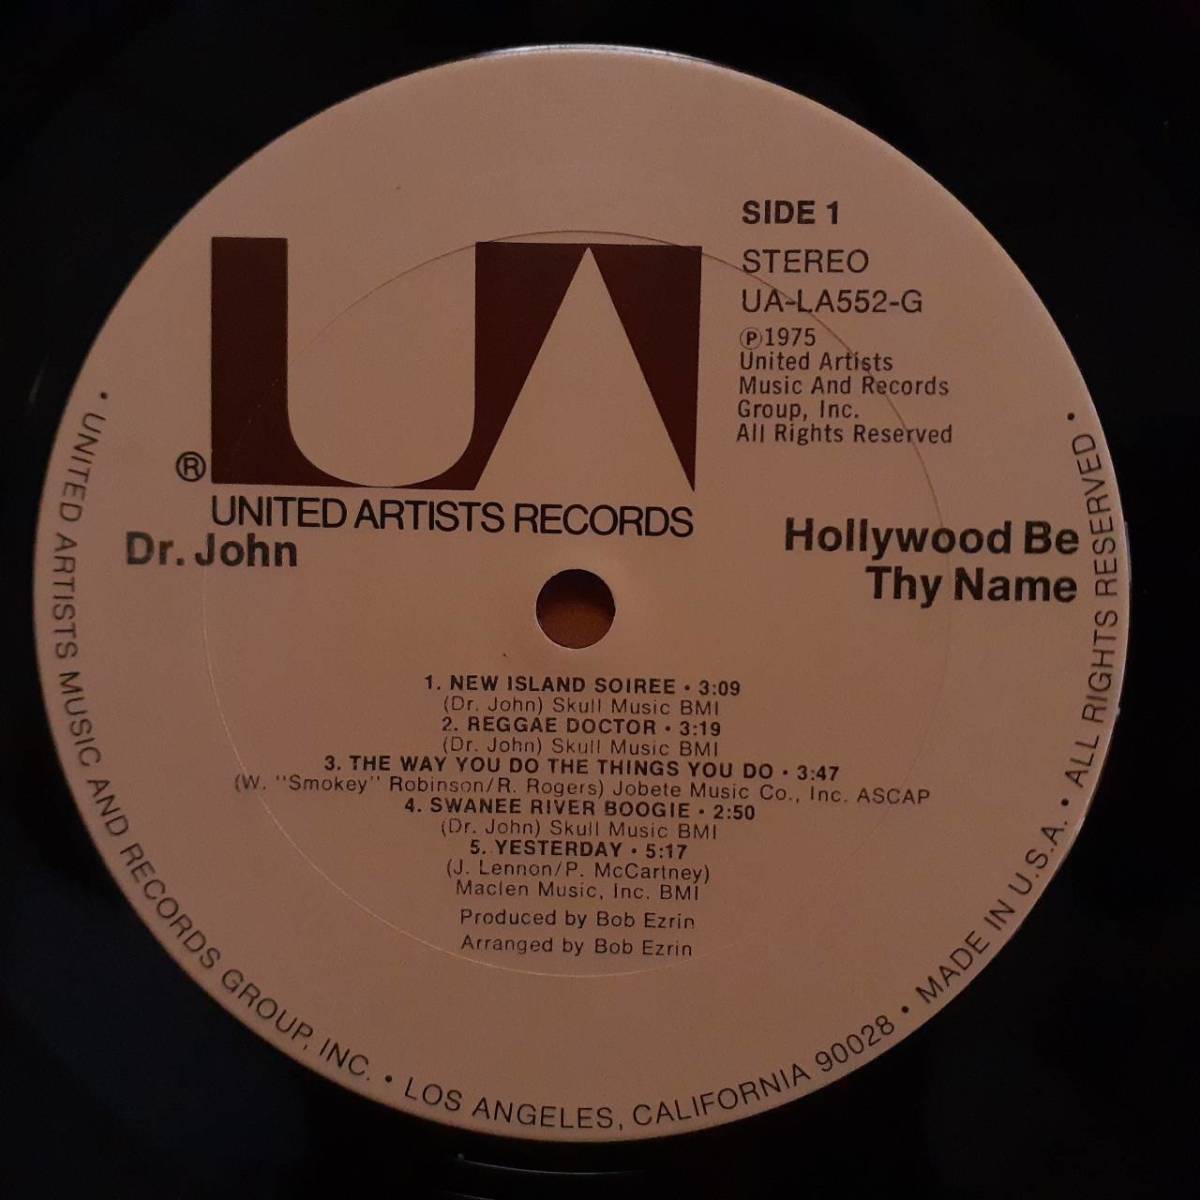 SIDE 1
STEREO
UA-LA552-G
Ⓟ1975
United Artists
Music And Records
Group, Inc.
All Rights Reserved
UA
®
UNITED ARTISTS RECORDS
Dr. John
Hollywood Be
Thy Name
1. NEW ISLAND SOIREE • 3:09
(Dr. John) Skull Music BMI
2. REGGAE DOCTOR • 3:19
(Dr. John) Skull Music BMI
3. THE WAY YOU DO THE THINGS YOU DO • 3:47
(W. "Smokey" Robinson/R. Rogers) Jobete Music Co., Inc. ASCAP
4. SWANEE RIVER BOOGIE • 2:50
(Dr. John) Skull Music BMI
5. YESTERDAY • 5:17
(J. Lennon/P. McCartney)
Maclen Music, Inc. BMI
Produced by Bob Ezrin
Arranged by Bob Ezrin
• UNITED ARTISTS MUSIC AND RECORDS GROUP, INC. • LOS ANGELES, CALIFORNIA 90028 • MADE IN U.S.A. • ALL RIGHTS RESERVED •